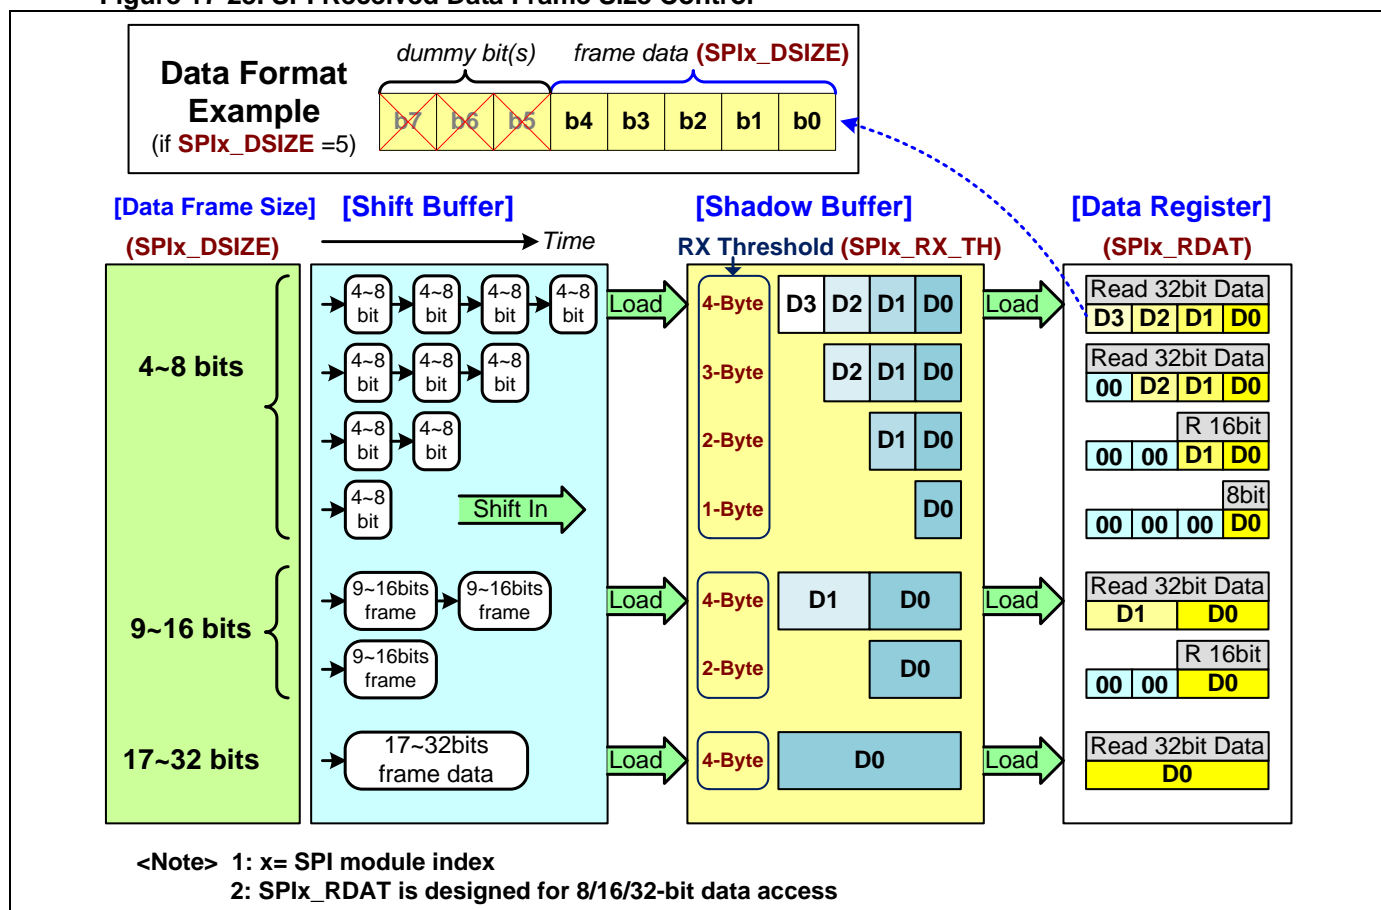 Figure 17-23. SPI Received Data Frame Size Control
dummy bit(s) frame data (SPIx_DSIZE)
Data Format
Example
(if SPIx_DSIZE =5)
b7 b6 b5 b4 b3 b2 b1 b0
[Data Frame Size] [Shift Buffer] [Shadow Buffer] [Data Register]
(SPIx_DSIZE) Time RX Threshold (SPIx_RX_TH) (SPIx_RDAT)
4~8 bits
4~8 bit 4~8 bit 4~8 bit 4~8 bit
Load
4-Byte D3 D2 D1 D0
Load
Read 32bit Data
D3 D2 D1 D0
4~8 bit 4~8 bit 4~8 bit
3-Byte D2 D1 D0
Read 32bit Data
00 D2 D1 D0
4~8 bit 4~8 bit
2-Byte D1 D0
R 16bit
00 00 D1 D0
4~8 bit
Shift In
1-Byte D0
8bit
00 00 00 D0
9~16 bits
9~16bits frame 9~16bits frame
Load
4-Byte D1 D0
Load
Read 32bit Data
D1 D0
9~16bits frame
2-Byte D0
R 16bit
00 00 D0
17~32 bits
17~32bits frame data
Load
4-Byte D0
Load
Read 32bit Data
D0
<Note> 1: x= SPI module index
2: SPIx_RDAT is designed for 8/16/32-bit data access